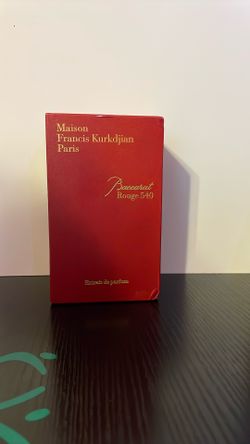 Maison
Francis Kurkdjian
Paris
Baccarat
Rouge 540
Extrait de parfum